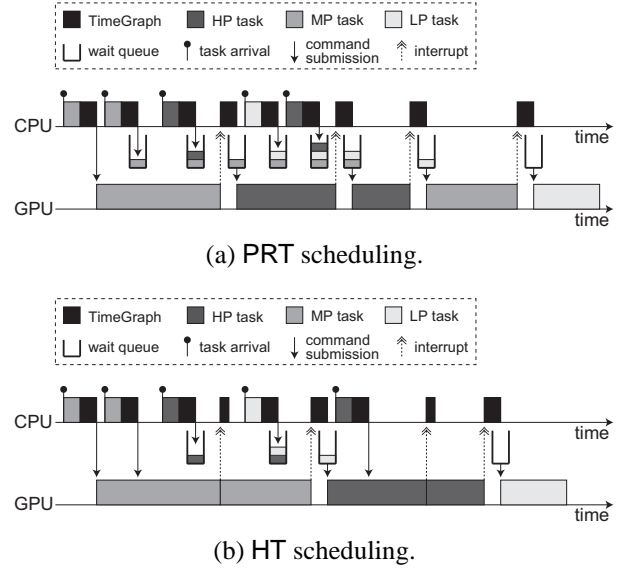 TimeGraph HP task MP task LP task
wait queue task arrival command submission interrupt
CPU
time
GPU
time
(a) PRT scheduling.
TimeGraph HP task MP task LP task
wait queue task arrival command submission interrupt
CPU
time
GPU
time
(b) HT scheduling.